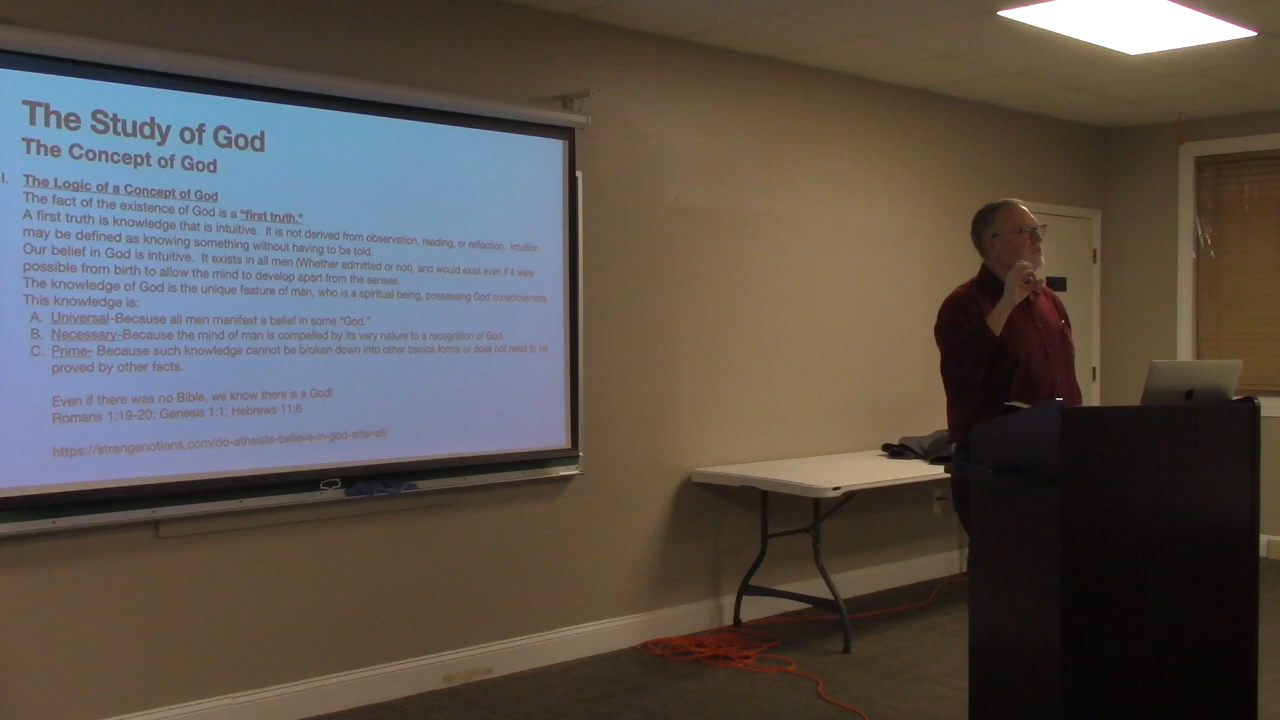 The Study of God
The Concept of God
I. The Logic of a Concept of God
The fact of the existence of God is a "first truth."
A first truth is knowledge that is intuitive. It is not derived from observation, reading, or reflection. Intuition
may be defined as knowing something without having to be told.
Our belief in God is intuitive. It exists in all men (Whether admitted or not), and would exist even if it were
possible from birth to allow the mind to develop apart from the senses.
The knowledge of God is the unique feature of man, who is a spiritual being, possessing God consciousness.
This knowledge is:
A. Universal-Because all men manifest a belief in some "God."
B. Necessary-Because the mind of man is compelled by its very nature to a recognition of God.
C. Prime- Because such knowledge cannot be broken down into other basics forms or does not need to be
proved by other facts.
Even if there was no Bible, we know there is a God!
Romans 1:19-20; Genesis 1:1; Hebrews 11:6
https://strangenotions.com/do-atheists-believe-in-god-after-all/